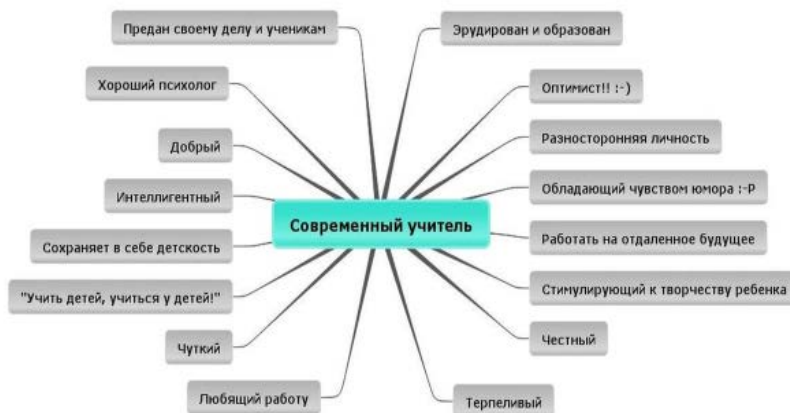 Предан своему делу и ученикам
Эрудирован и образован
Хороший психолог
Оптимист!! :-)
Добрый
Разносторонняя личность
Интеллигентный
Обладающий чувством юмора :-P
Современный учитель
Сохраняет в себе детскость
Работать на отдаленное будущее
"Учить детей, учиться у детей!"
Стимулирующий к творчеству ребенка
Чуткий
Честный
Любящий работу
Терпеливый